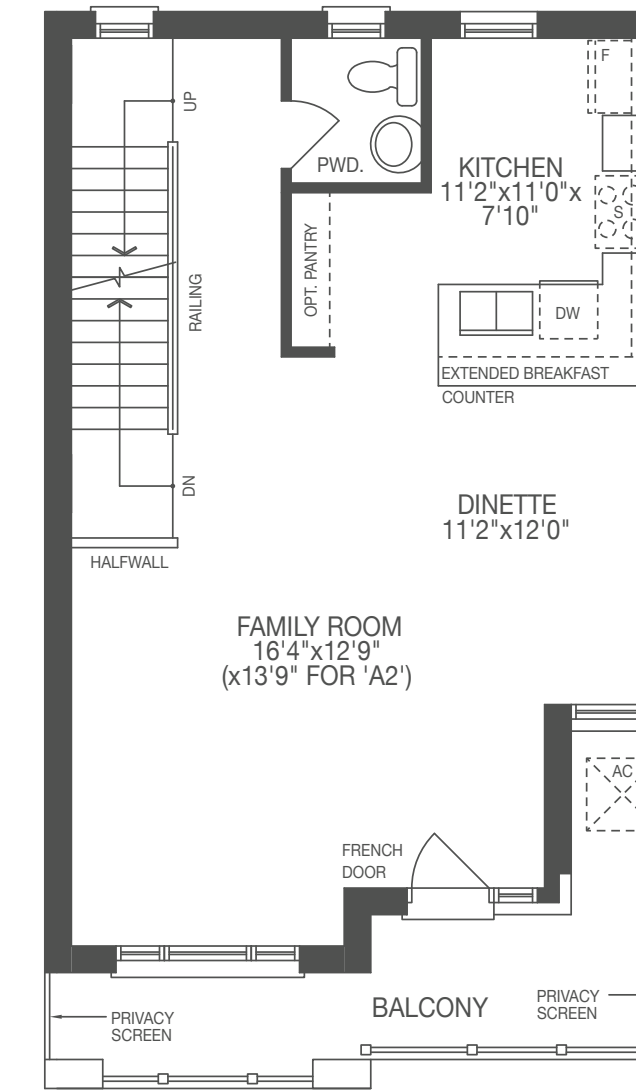 UP
F
PWD.
KITCHEN
11'2"x11'0"x
7'10"
S
OPT. PANTRY
RAILING
DW
EXTENDED BREAKFAST
COUNTER
DN
DINETTE
11'2"x12'0"
HALFWALL
FAMILY ROOM
16'4"x12'9"
(x13'9" FOR 'A2')
AC
FRENCH
DOOR
BALCONY
PRIVACY
SCREEN
PRIVACY
SCREEN